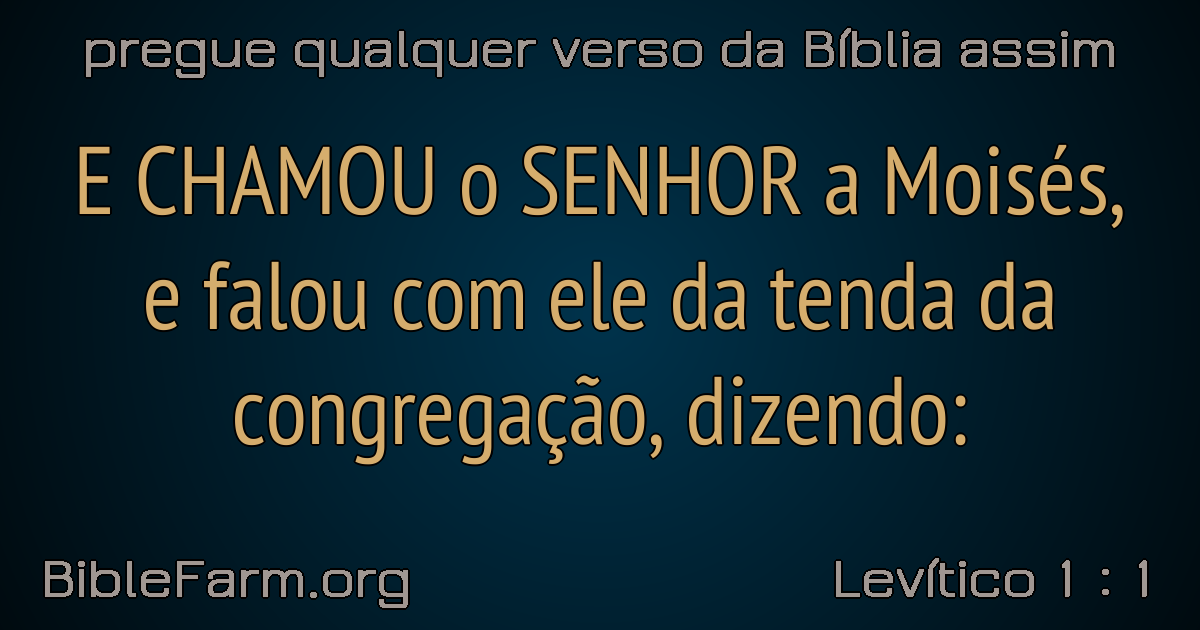 pregue qualquer verso da Bíblia assim
E CHAMOU o SENHOR a Moisés,
e falou com ele da tenda da
congregação, dizendo:
BibleFarm.org
Levítico 1 : 1